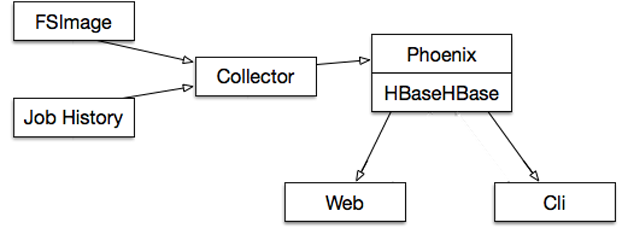 FSImage
Phoenix
Collector
HBaseHBase
Job History
Web
Cli